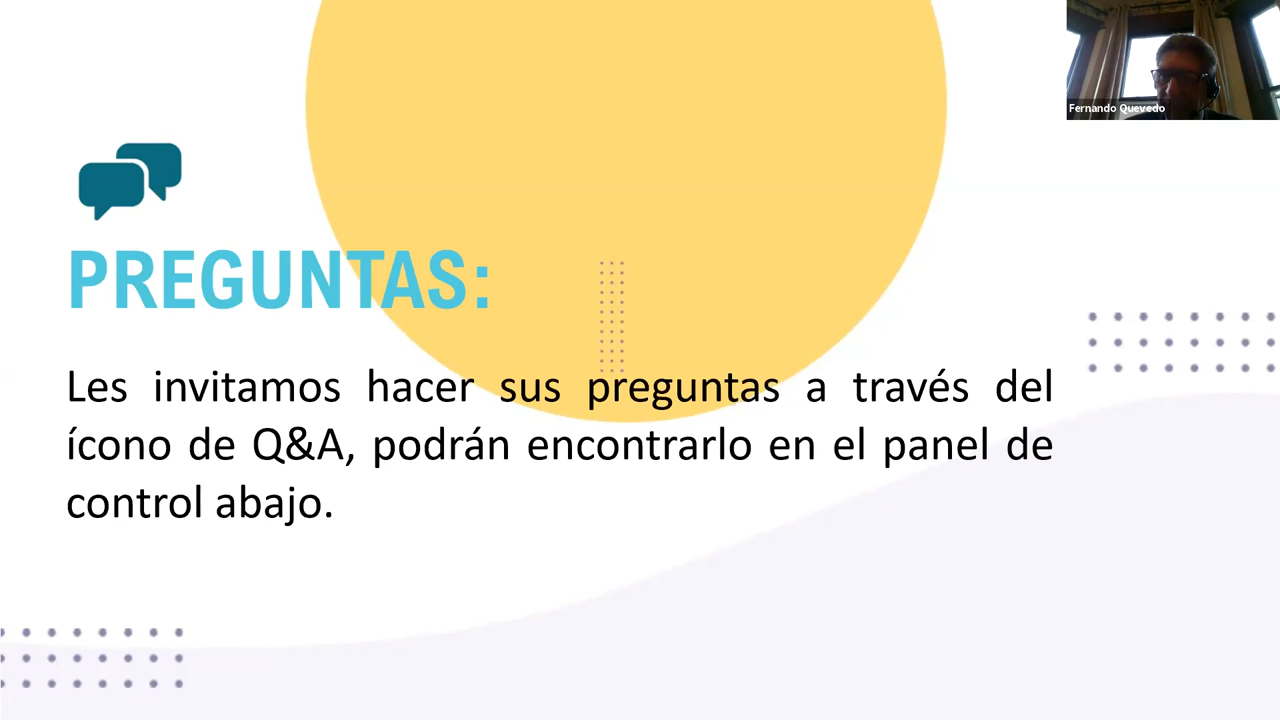 Fernando Quevedo
PREGUNTAS:
Les invitamos hacer sus preguntas a través del
ícono de Q&A, podrán encontrarlo en el panel de
control abajo.